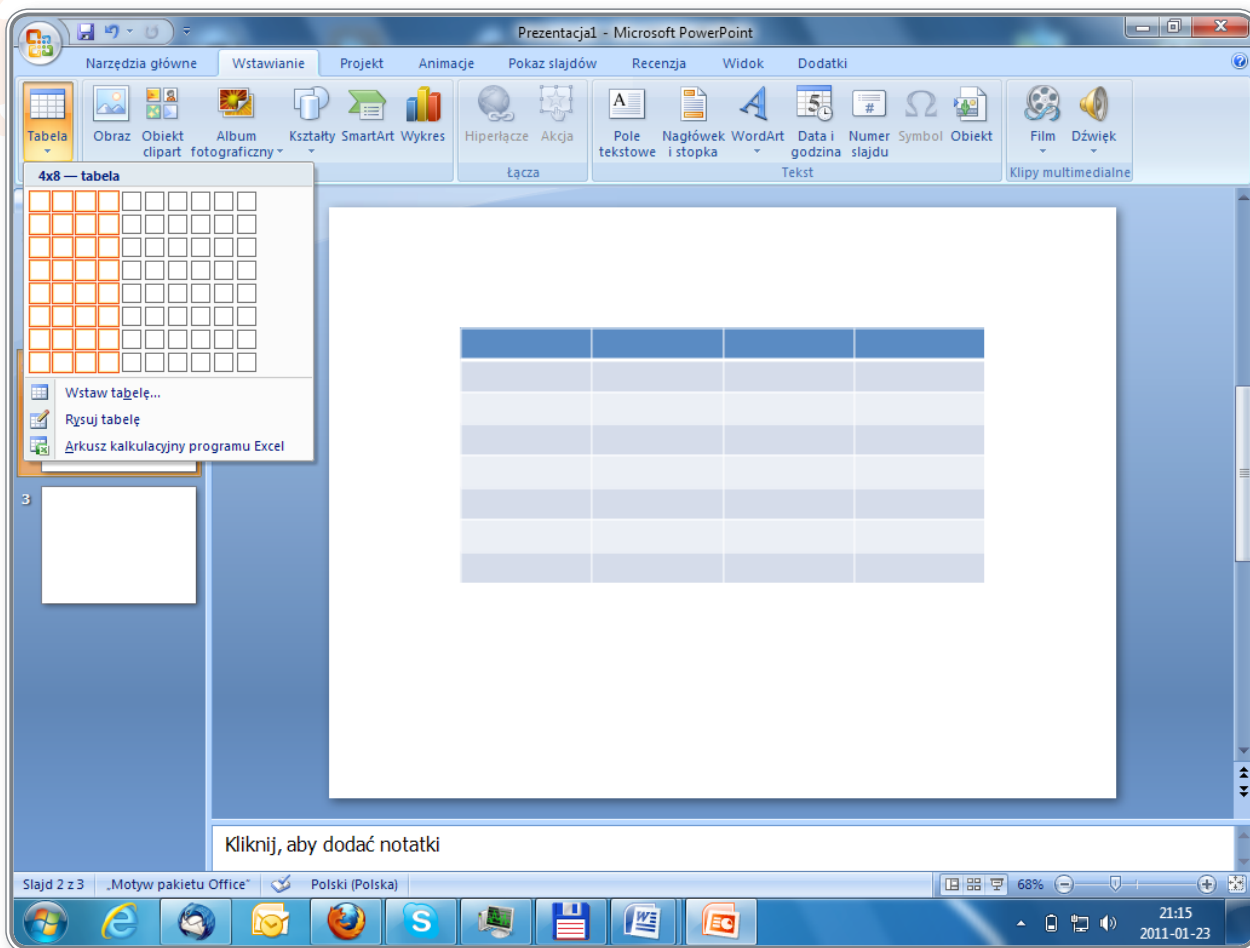 Prezentacja1 - Microsoft PowerPoint
Narzędzia główne Wstawianie Projekt Animacje Pokaz slajdów Recenzja Widok Dodatki
Tabela Obraz Obiekt clipart Album fotograficzny Kształty SmartArt Wykres Hiperłącze Akcja Pole tekstowe Nagłówek i stopka WordArt Data i godzina Numer slajdu Symbol Obiekt Film Dźwięk
Łącza Tekst Klipy multimedialne
4x8 — tabela
Wstaw tabelę...
Rysuj tabelę
Arkusz kalkulacyjny programu Excel
3
Kliknij, aby dodać notatki
Slajd 2 z 3 „Motyw pakietu Office” Polski (Polska) 68%
21:15
2011-01-23